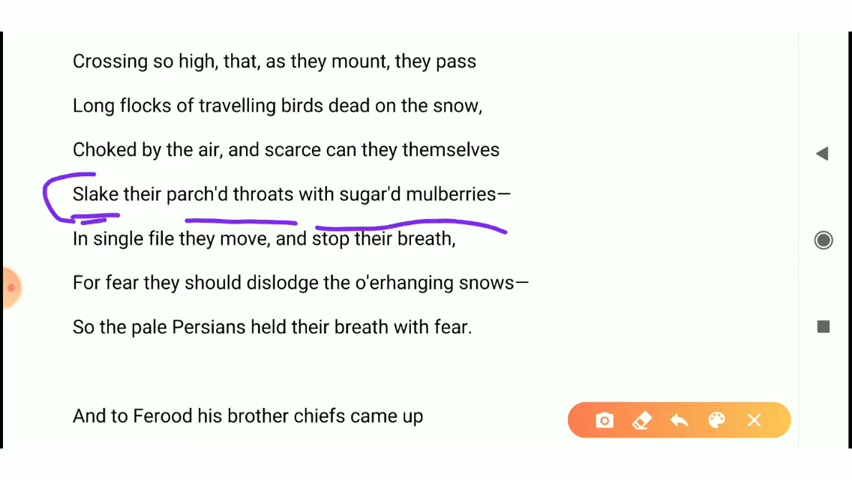 Crossing so high, that, as they mount, they pass
Long flocks of travelling birds dead on the snow,
Choked by the air, and scarce can they themselves
Slake their parch'd throats with sugar'd mulberries—
In single file they move, and stop their breath,
For fear they should dislodge the o'erhanging snows—
So the pale Persians held their breath with fear.
And to Ferood his brother chiefs came up